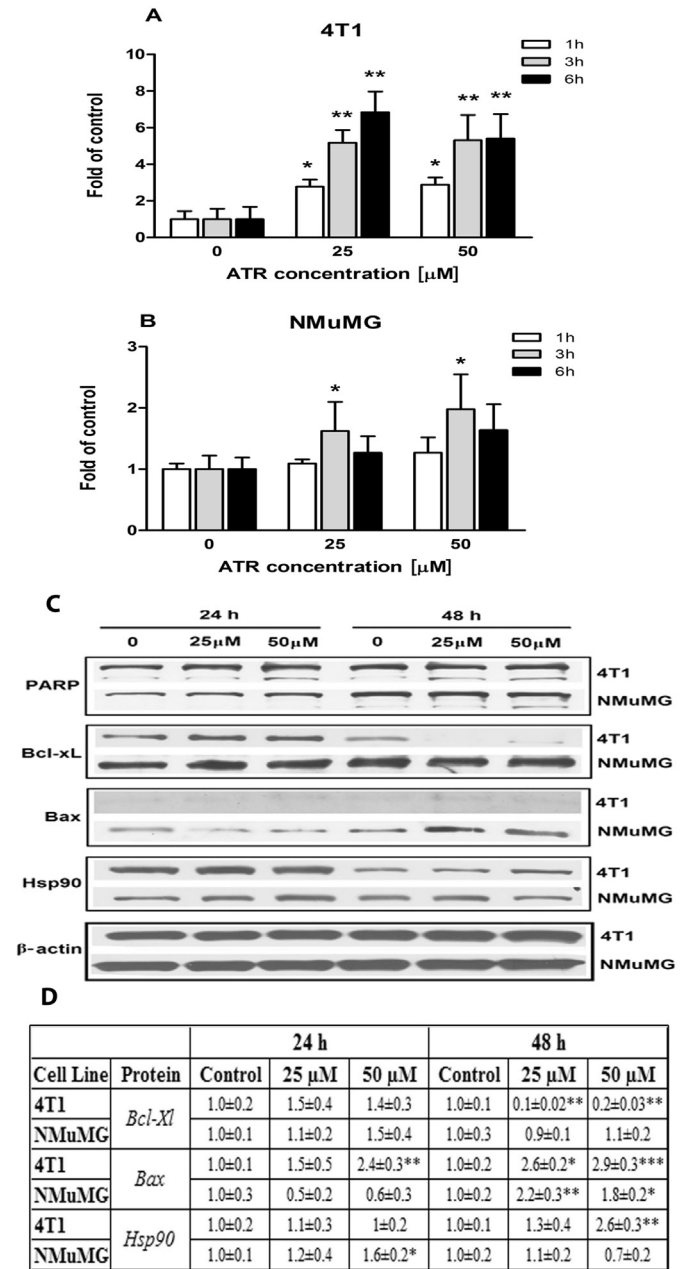 A
4T1
10
8
6
4
2
0
Fold of control
* ** **
* ** **
1h
3h
6h
0 25 50
ATR concentration [μM]
B
NMuMG
3
2
1
0
Fold of control
*
*
1h
3h
6h
0 25 50
ATR concentration [μM]
C
24 h 48 h
0 25μM 50μM 0 25μM 50μM
PARP 4T1
NMuMG
Bcl-xL 4T1
NMuMG
Bax 4T1
NMuMG
Hsp90 4T1
NMuMG
β-actin 4T1
NMuMG
D
24 h 48 h
Cell Line Protein Control 25 μM 50 μM Control 25 μM 50 μM
4T1 Bcl-Xl 1.0±0.2 1.5±0.4 1.4±0.3 1.0±0.1 0.1±0.02** 0.2±0.03**
NMuMG 1.0±0.1 1.1±0.2 1.5±0.4 1.0±0.3 0.9±0.1 1.1±0.2
4T1 Bax 1.0±0.1 1.5±0.5 2.4±0.3** 1.0±0.2 2.6±0.2* 2.9±0.3***
NMuMG 1.0±0.3 0.5±0.2 0.6±0.3 1.0±0.2 2.2±0.3** 1.8±0.2*
4T1 Hsp90 1.0±0.2 1.1±0.3 1±0.2 1.0±0.1 1.3±0.4 2.6±0.3**
NMuMG 1.0±0.1 1.2±0.4 1.6±0.2* 1.0±0.2 1.1±0.2 0.7±0.2